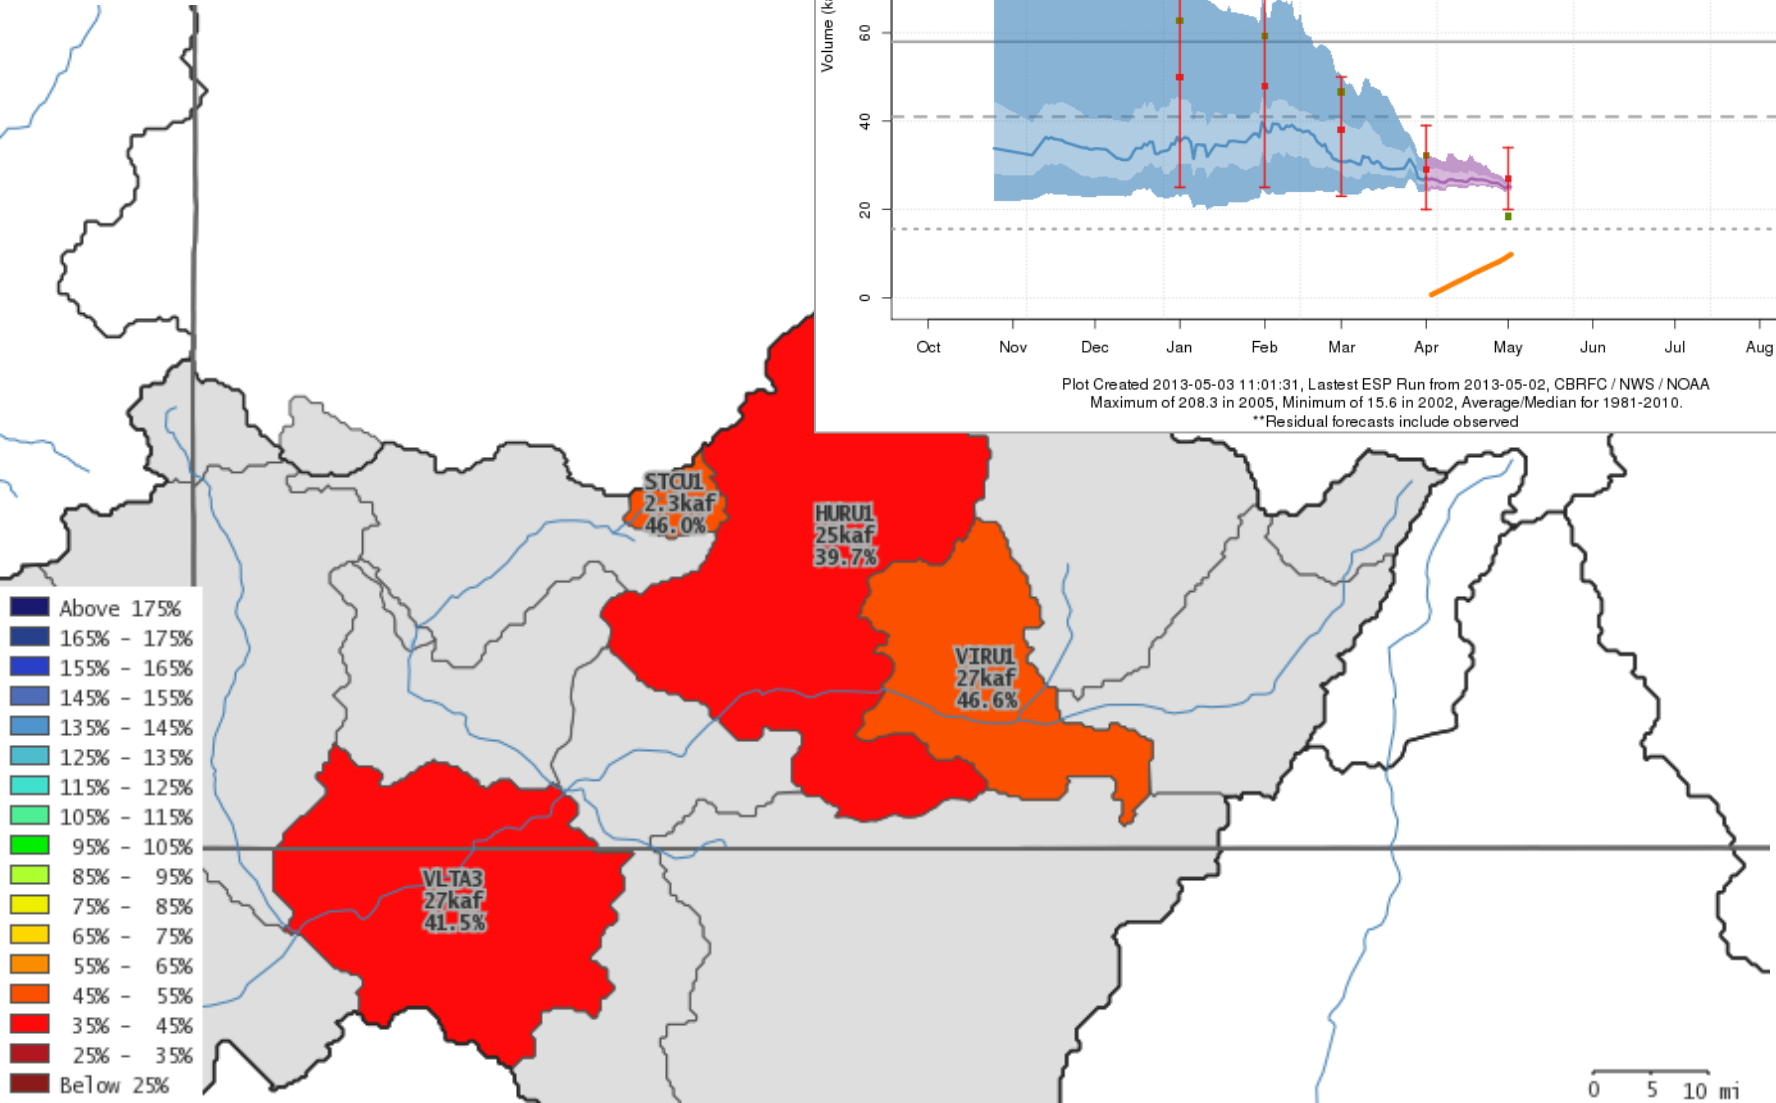 Volume (ka
60
40
20
0
Oct Nov Dec Jan Feb Mar Apr May Jun Jul Aug
Plot Created 2013-05-03 11:01:31, Lastest ESP Run from 2013-05-02, CBRFC / NWS / NOAA
Maximum of 208.3 in 2005, Minimum of 15.6 in 2002, Average/Median for 1981-2010.
**Residual forecasts include observed
STCU1
2.3kaf
46.0%
HURU1
25kaf
39.7%
VIRU1
27kaf
46.6%
VLTA3
27kaf
41.5%
Above 175%
165% - 175%
155% - 165%
145% - 155%
135% - 145%
125% - 135%
115% - 125%
105% - 115%
95% - 105%
85% - 95%
75% - 85%
65% - 75%
55% - 65%
45% - 55%
35% - 45%
25% - 35%
Below 25%
0 5 10 mi